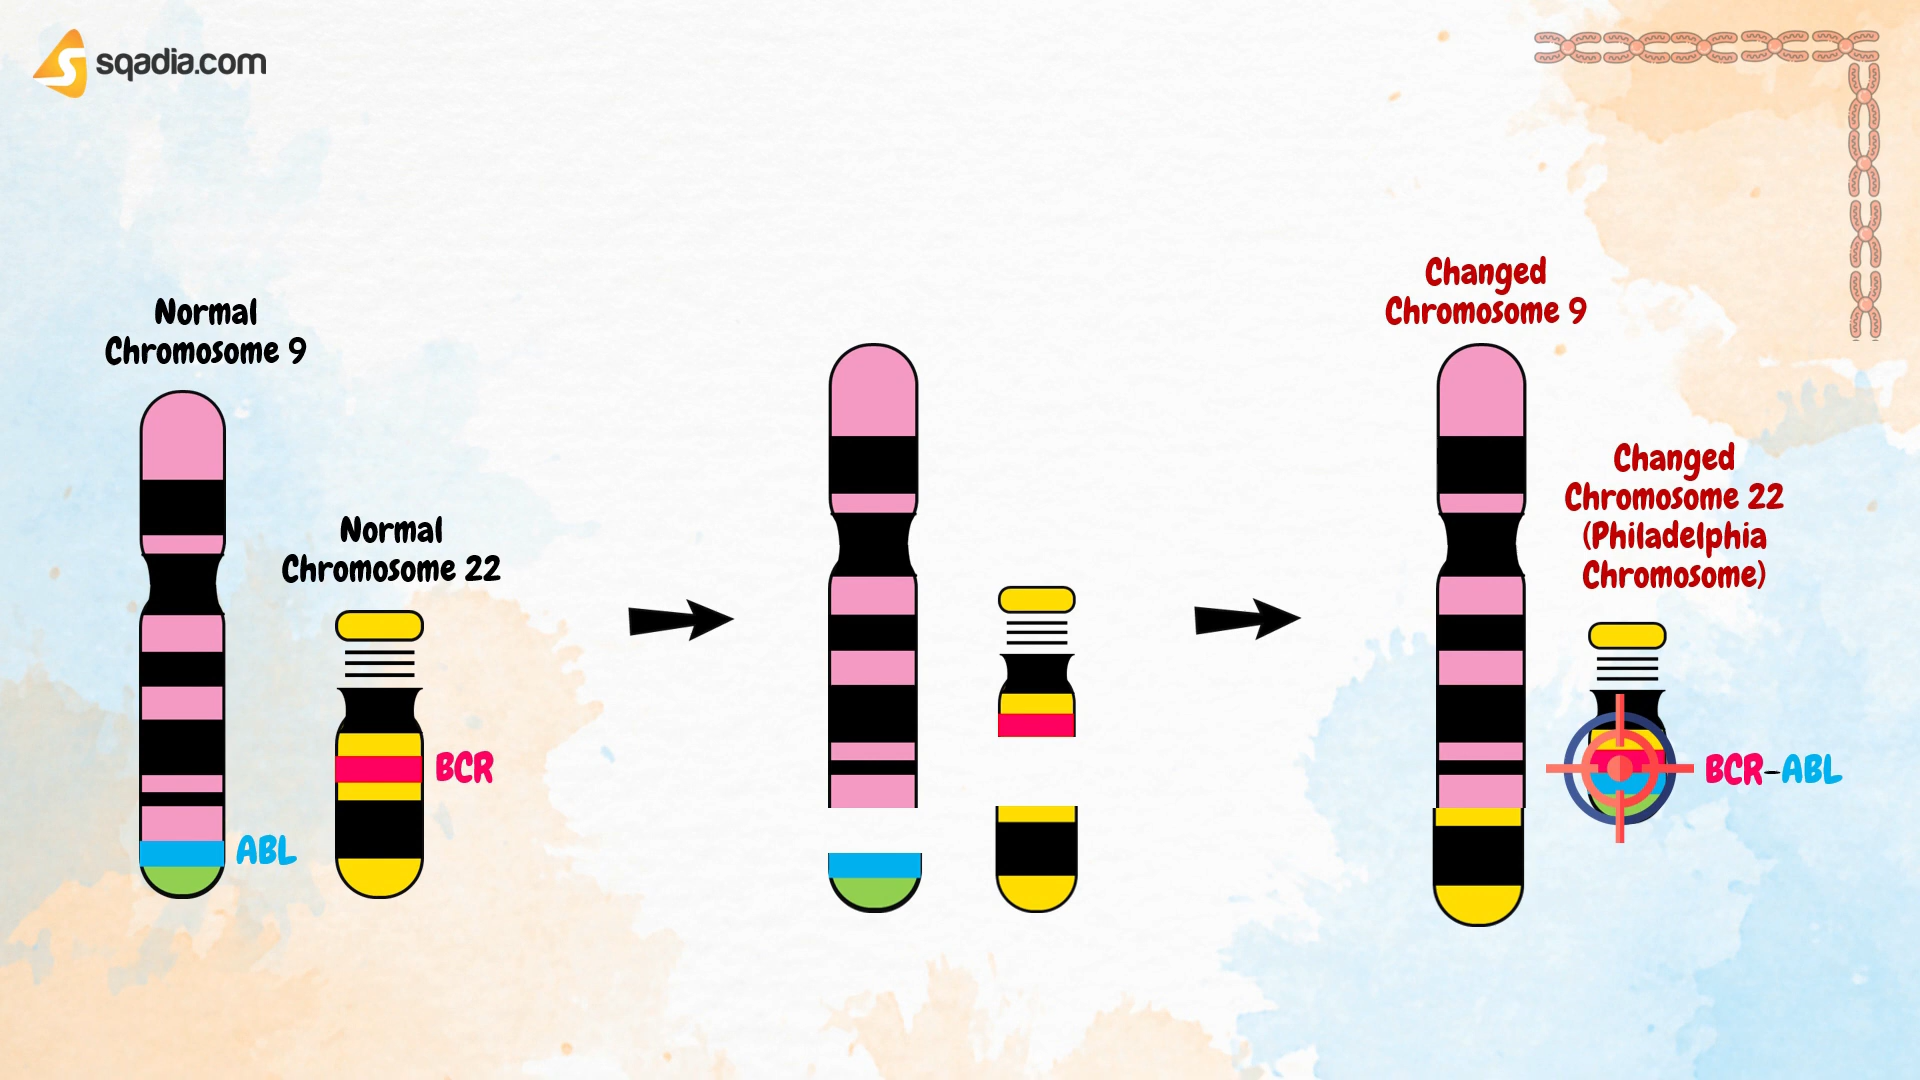 sqadia.com
Normal
Chromosome 9
Normal
Chromosome 22
BCR
ABL
Changed
Chromosome 9
Changed
Chromosome 22
(Philadelphia
Chromosome)
BCR-ABL